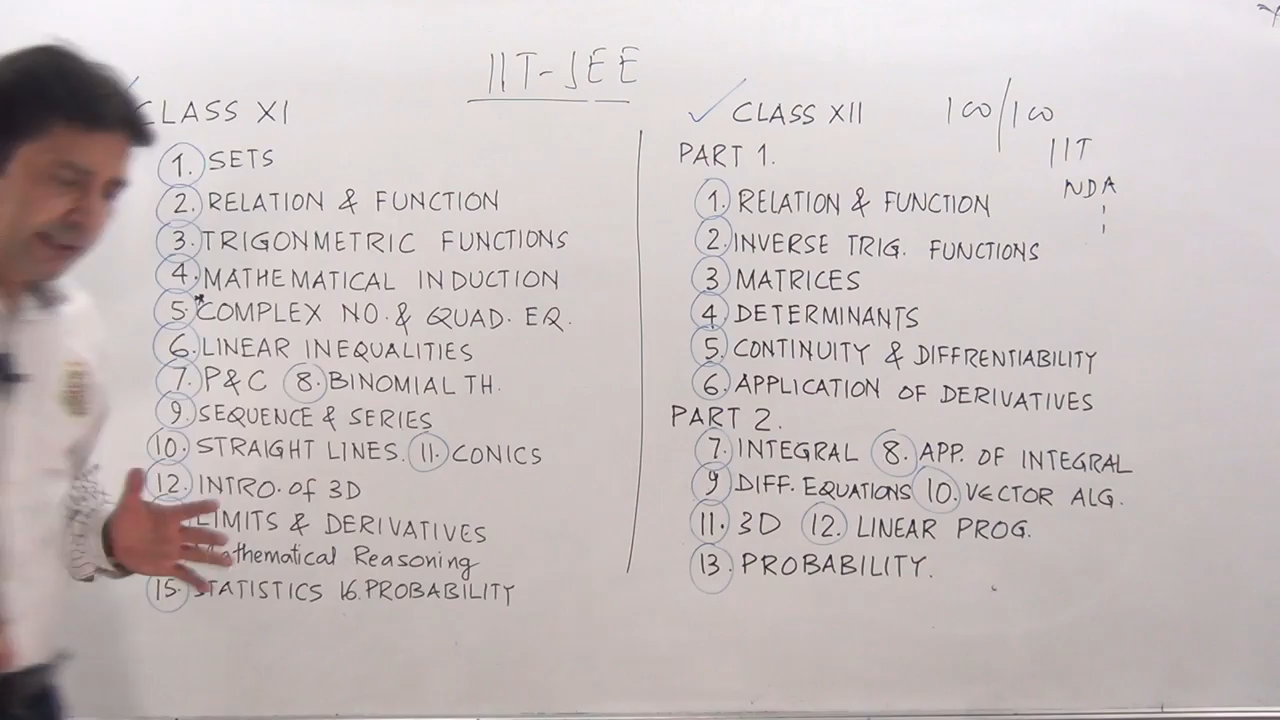 IIT-JEE
CLASS XI
1. SETS
2. RELATION & FUNCTION
3. TRIGONMETRIC FUNCTIONS
4. MATHEMATICAL INDUCTION
5. COMPLEX NO. & QUAD. EQ.
6. LINEAR INEQUALITIES
7. P&C 8. BINOMIAL TH.
9. SEQUENCE & SERIES
10. STRAIGHT LINES. 11. CONICS
12. INTRO. Of 3D
LIMITS & DERIVATIVES
Mathematical Reasoning
15. STATISTICS 16. PROBABILITY
CLASS XII
100/100
IIT
NDA
PART 1.
1. RELATION & FUNCTION
2. INVERSE TRIG. FUNCTIONS
3 MATRICES
4 DETERMINANTS
5. CONTINUITY & DIFFRENTIABILITY
6. APPLICATION OF DERIVATIVES
PART 2.
7. INTEGRAL 8. APP. OF INTEGRAL
9 DIFF. EQUATIONS 10. VECTOR ALG.
11. 3D 12. LINEAR PROG.
13. PROBABILITY.